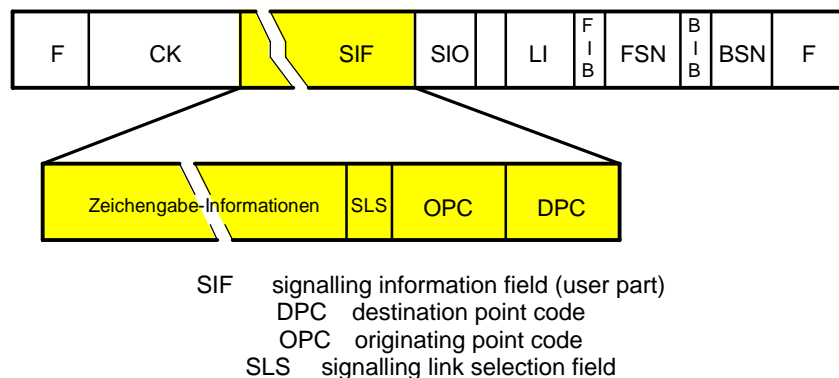 F CK SIF SIO LI FIB FSN BIB BSN F
Zeichengabe-Informationen SLS OPC DPC
SIF signalling information field (user part)
DPC destination point code
OPC originating point code
SLS signalling link selection field